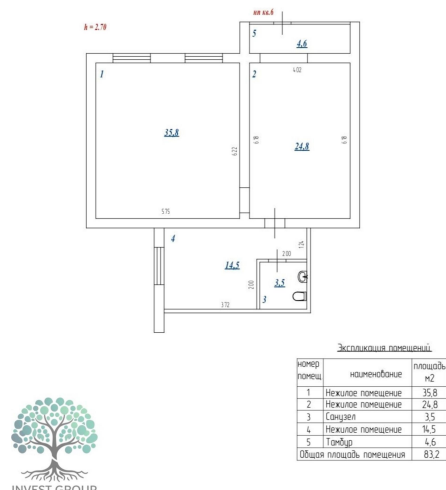 h = 2.70
нп кв.6
5
4,6
1
2
4.02
35,8
6.22
6.18
24,8
6.18
5.75
4
14,5
1.24
2.00
2.00
3,5
3
3.72
Экспликация помещений
номер помещ наименование площадь м2
1 Нежилое помещение 35,8
2 Нежилое помещение 24,8
3 Санузел 3,5
4 Нежилое помещение 14,5
5 Тамбур 4,6
Общая площадь помещения 83,2
INVEST GROUP